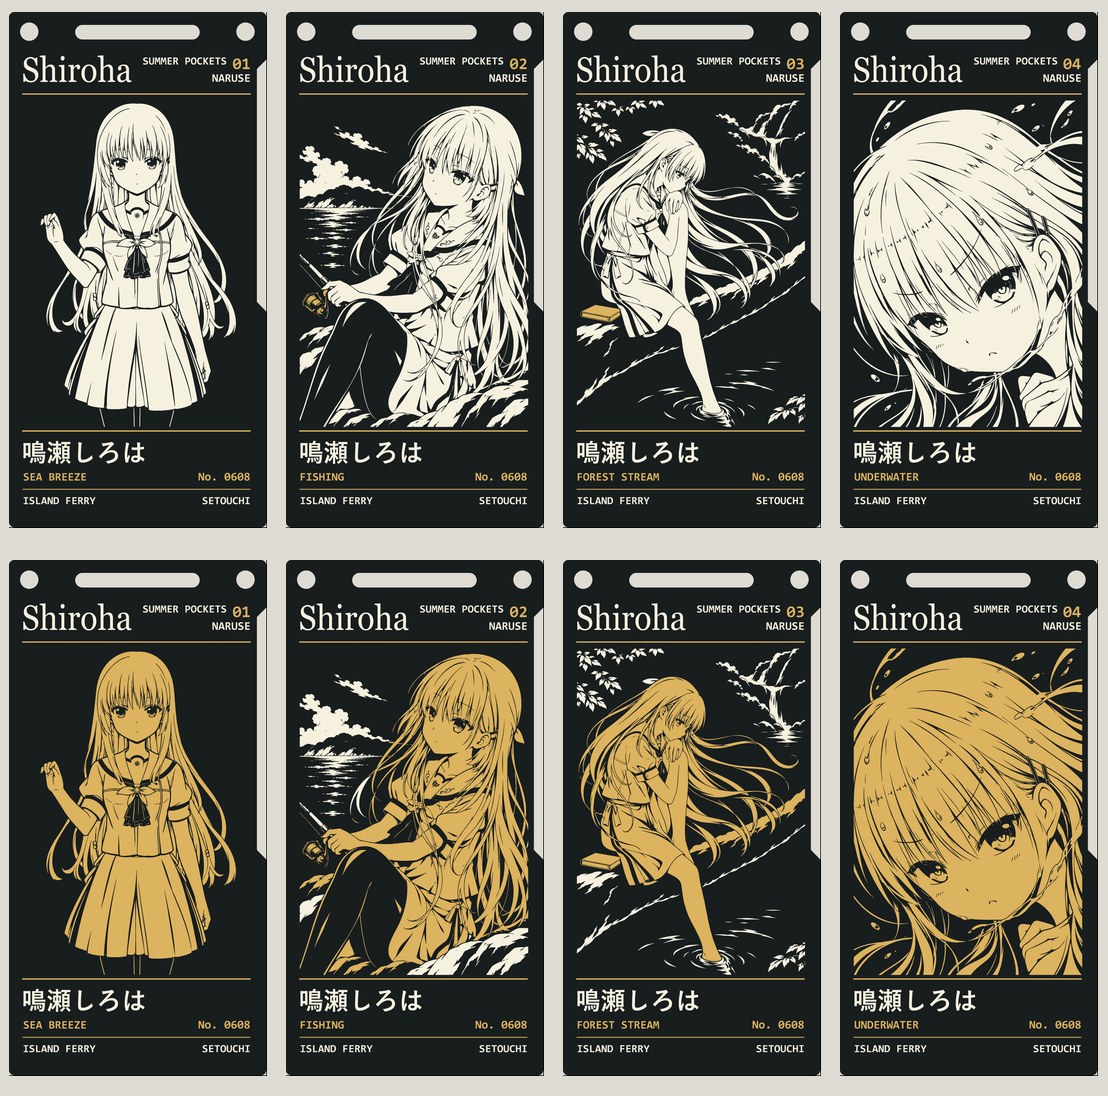 Shiroha SUMMER POCKETS 01
NARUSE
鳴瀬しろは
SEA BREEZE No. 0608
ISLAND FERRY SETOUCHI
Shiroha SUMMER POCKETS 02
NARUSE
鳴瀬しろは
FISHING No. 0608
ISLAND FERRY SETOUCHI
Shiroha SUMMER POCKETS 03
NARUSE
鳴瀬しろは
FOREST STREAM No. 0608
ISLAND FERRY SETOUCHI
Shiroha SUMMER POCKETS 04
NARUSE
鳴瀬しろは
UNDERWATER No. 0608
ISLAND FERRY SETOUCHI
Shiroha SUMMER POCKETS 01
NARUSE
鳴瀬しろは
SEA BREEZE No. 0608
ISLAND FERRY SETOUCHI
Shiroha SUMMER POCKETS 02
NARUSE
鳴瀬しろは
FISHING No. 0608
ISLAND FERRY SETOUCHI
Shiroha SUMMER POCKETS 03
NARUSE
鳴瀬しろは
FOREST STREAM No. 0608
ISLAND FERRY SETOUCHI
Shiroha SUMMER POCKETS 04
NARUSE
鳴瀬しろは
UNDERWATER No. 0608
ISLAND FERRY SETOUCHI